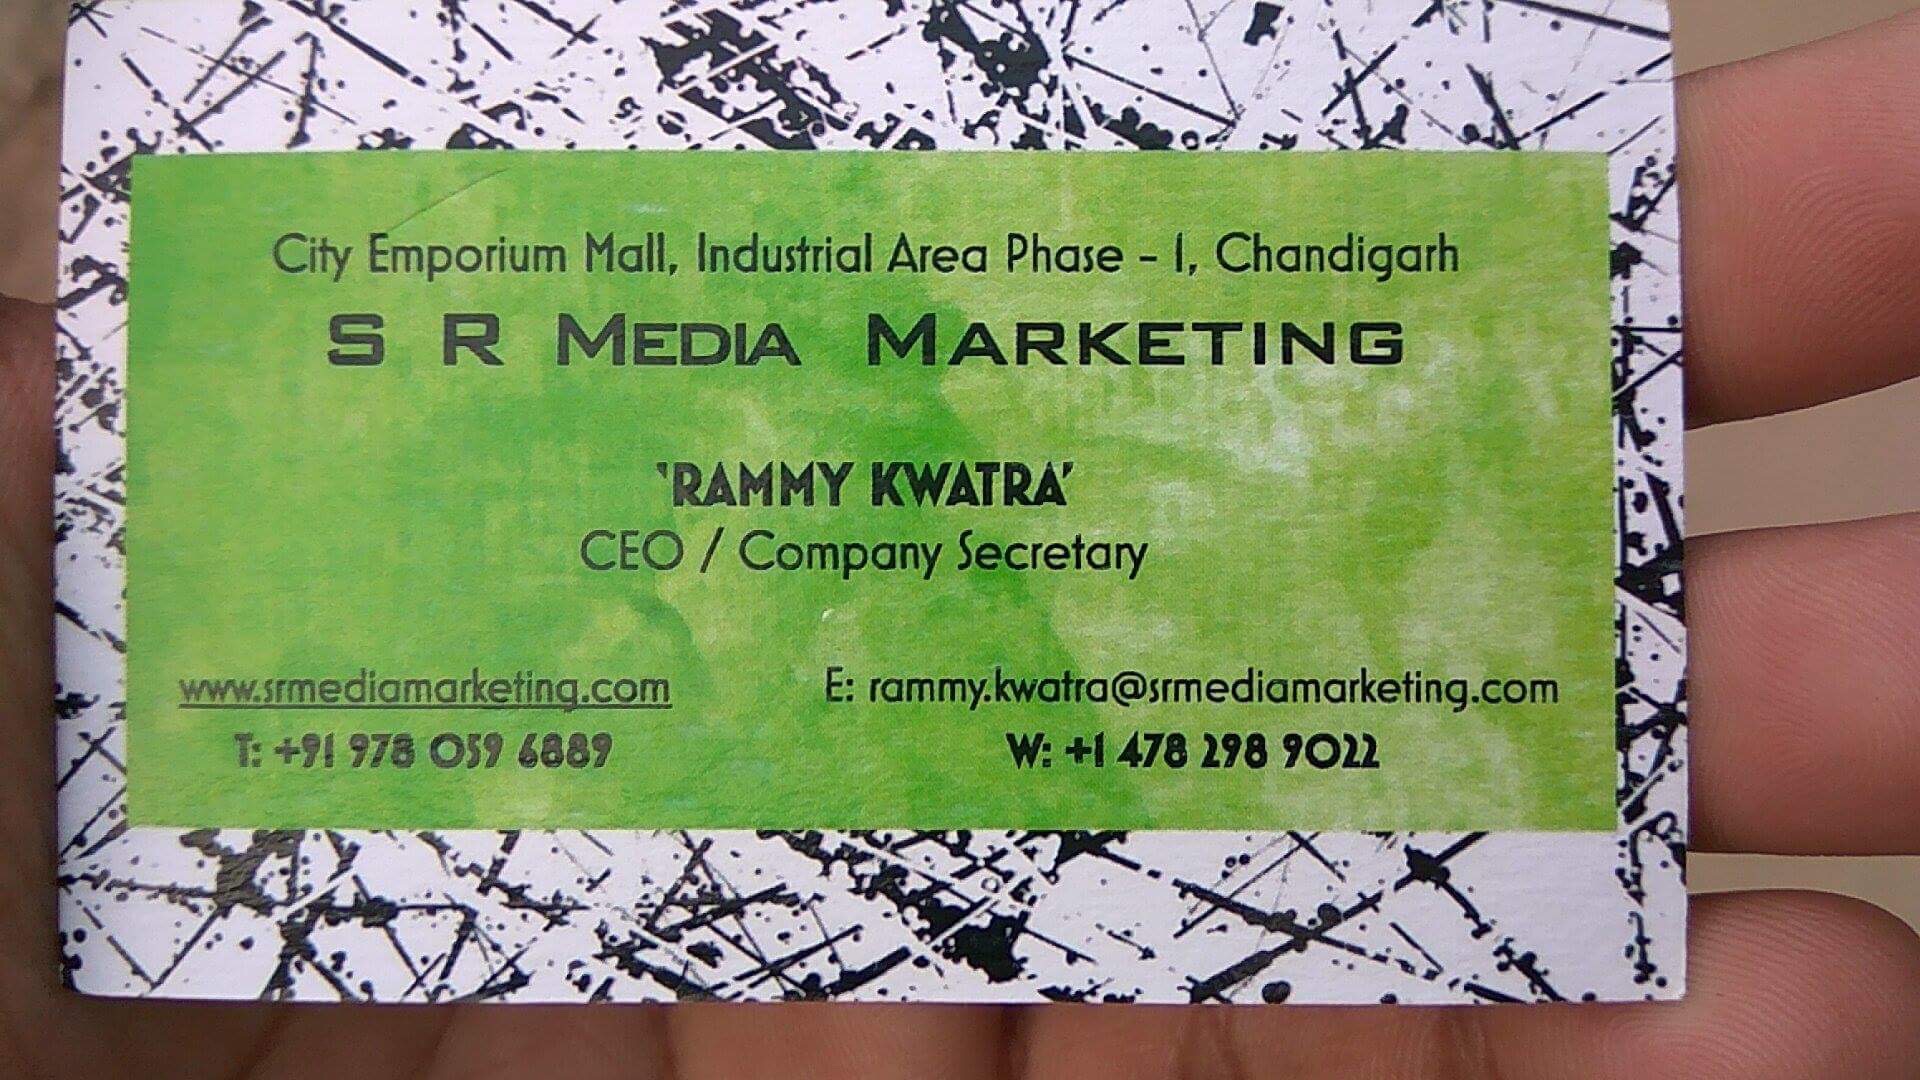 City Emporium Mall, Industrial Area Phase - 1, Chandigarh
S R MEDIA MARKETING
'RAMMY KWATRA'
CEO / Company Secretary
www.srmediamarketing.com
E: rammy.kwatra@srmediamarketing.com
T: +91 978 059 6889
W: +1 478 298 9022